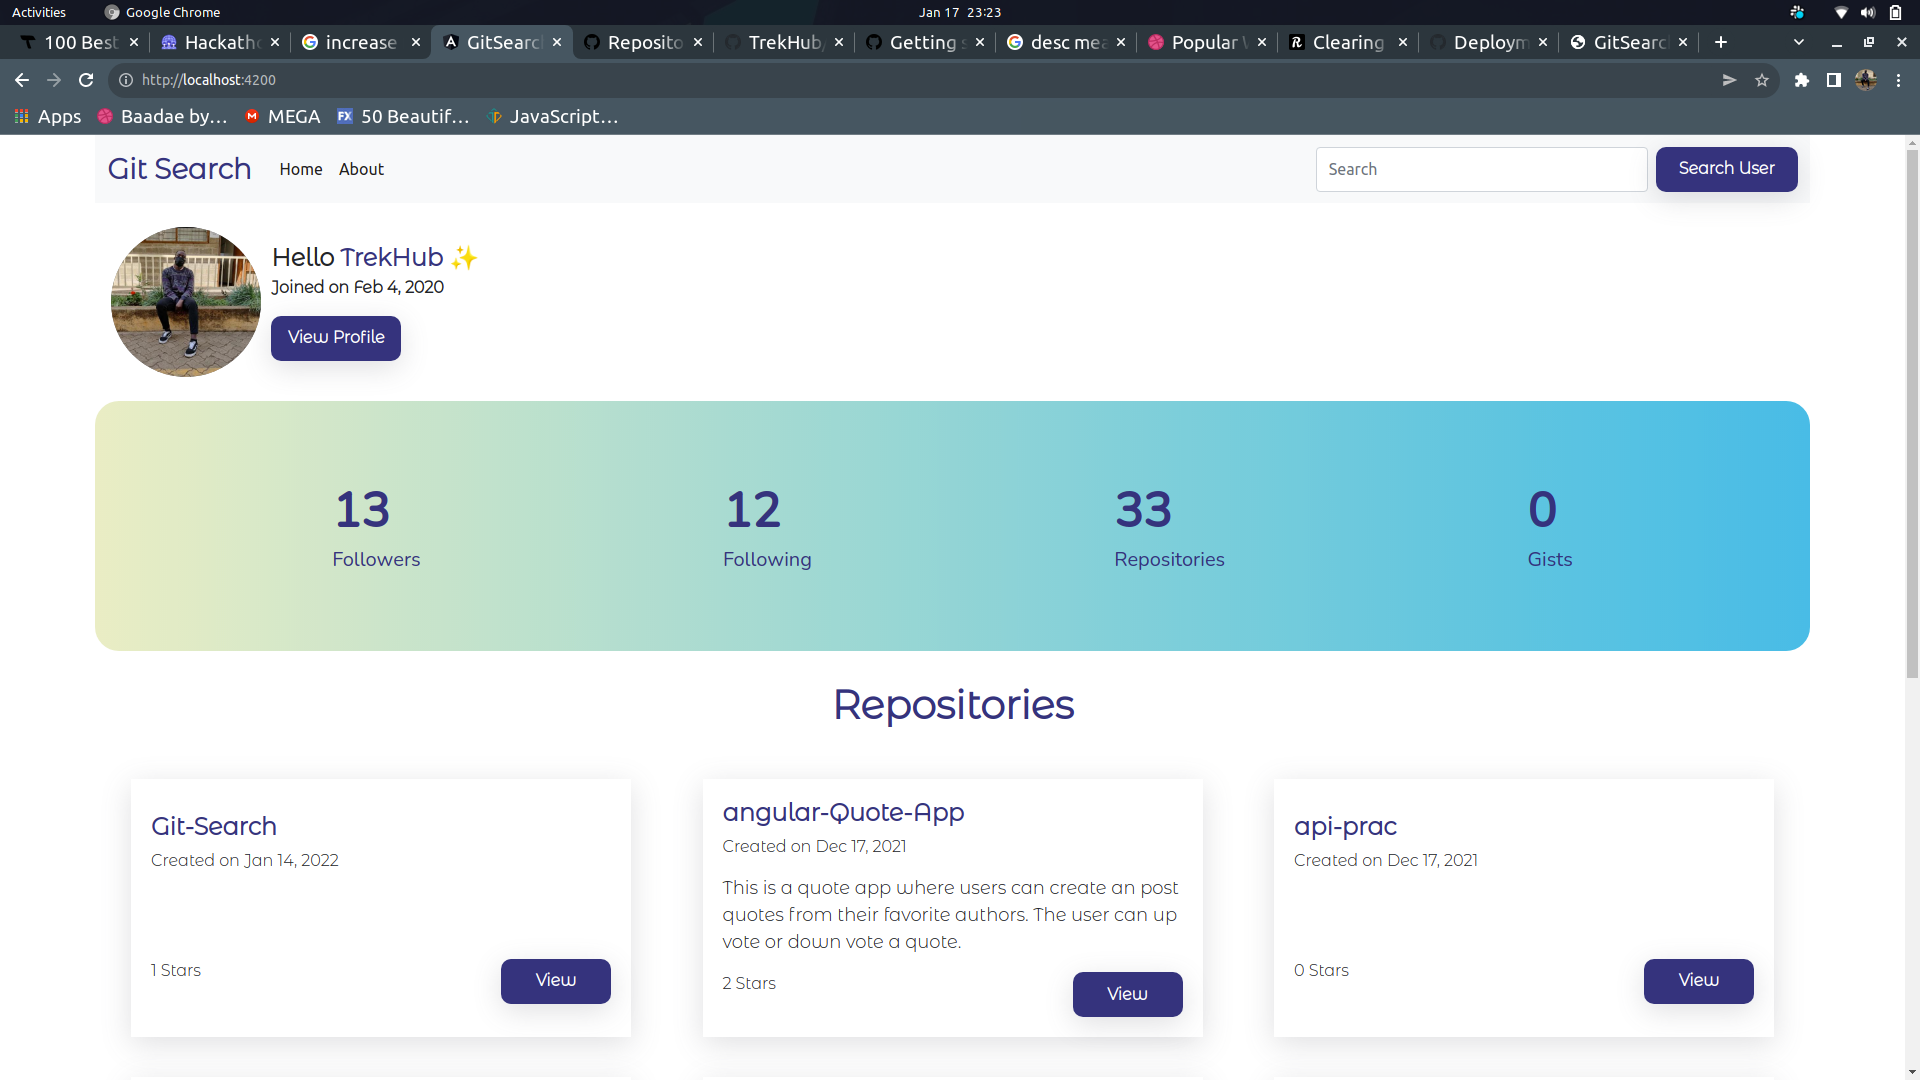 Activities Google Chrome Jan 17 23:23
100 Best Hackatho increase GitSearc Reposito TrekHub/ Getting s desc mea Popular W Clearing Deploym GitSearc
http://localhost:4200
Apps Baadae by... MEGA 50 Beautif... JavaScript...
Git Search Home About Search Search User
Hello TrekHub ✨
Joined on Feb 4, 2020
View Profile
13 12 33 0
Followers Following Repositories Gists
Repositories
Git-Search
Created on Jan 14, 2022
1 Stars
View
angular-Quote-App
Created on Dec 17, 2021
This is a quote app where users can create an post
quotes from their favorite authors. The user can up
vote or down vote a quote.
2 Stars
View
api-prac
Created on Dec 17, 2021
0 Stars
View